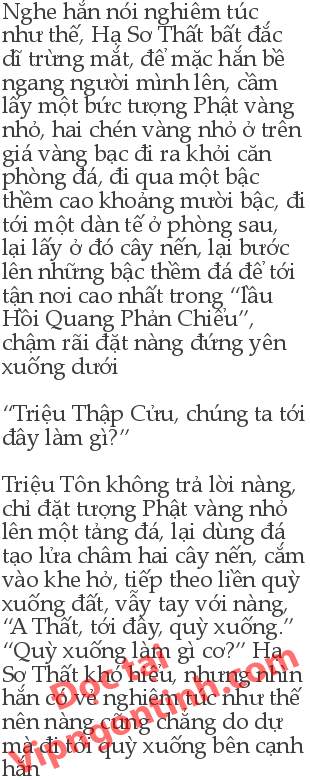 Nghe hắn nói nghiêm túc
như thế, Hạ Sơ Thất bất đắc
dĩ trừng mắt, để mặc hắn bề
ngang người mình lên, cầm
lấy một bức tượng Phật vàng
nhỏ, hai chén vàng nhỏ ở trên
giá vàng bạc đi ra khỏi căn
phòng đá, đi qua một bậc
thềm cao khoảng mười bậc, đi
tới một dàn tế ở phòng sau,
lại lấy ở đó cây nến, lại bước
lên những bậc thềm đá để tới
tận nơi cao nhất trong “lầu
Hồi Quang Phản Chiếu”,
chậm rãi đặt nàng đứng yên
xuống dưới
“Triệu Thập Cửu, chúng ta tới
đây làm gì?”
Triệu Tôn không trả lời nàng,
chỉ đặt tượng Phật vàng nhỏ
lên một tảng đá, lại dùng đá
tạo lửa châm hai cây nến, cắm
vào khe hở, tiếp theo liền quỳ
xuống đất, vẫy tay với nàng,
“A Thất, tới đây, quỳ xuống.”
“Quỳ xuống làm gì cơ?” Hạ
Sơ Thất khó hiểu, nhưng nhìn
hắn có vẻ nghiêm túc như thế
nên nàng cũng chẳng do dự
mà đi tới quỳ xuống bên cạnh
hắn
Đọc tại
Vipngontinh.com